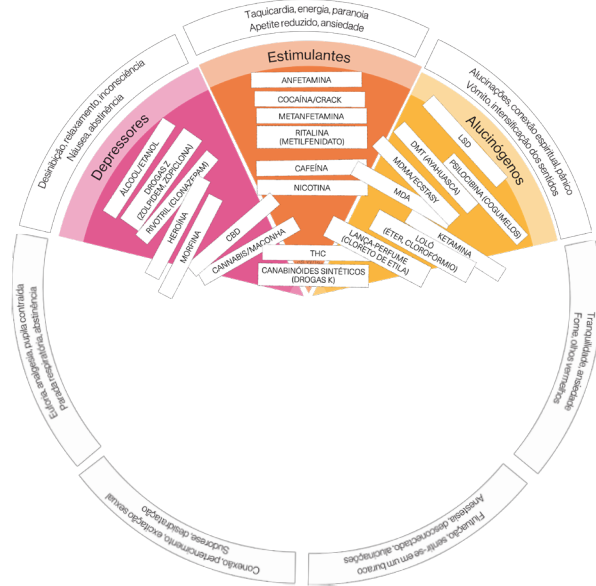 Taquicardia, energia, paranoia
Apetite reduzido, ansiedade
Desinibição, relaxamento, inconsciência
Náusea, abstinência
Alucinações, conexão espiritual, pânico
Vômito, intensificação dos sentidos
Depressores
Estimulantes
Alucinógenos
ÁLCOOL/ETANOL
DROGAS Z
(ZOLPIDEM, ZOPICLONA)
RIVOTRIL (CLONAZEPAM)
HEROÍNA
MORFINA
CBD
CANNABIS/MACONHA
ANFETAMINA
COCAÍNA/CRACK
METANFETAMINA
RITALINA
(METILFENIDATO)
CAFEÍNA
NICOTINA
THC
CANABINÓIDES SINTÉTICOS
(DROGAS K)
LSD
PSILOCIBINA (COGUMELOS)
DMT (AYAHUASCA)
MDMA/ECSTASY
MDA
KETAMINA
LOLÓ
(ÉTER, CLOROFÓRMIO)
LANÇA-PERFUME
(CLORETO DE ETILA)
Euforia, analgesia, pupila contraída
Parada respiratória, abstinência
Tranquilidade, ansiedade
Fome, olhos vermelhos
Conexão, pertencimento, excitação sexual
Sudorese, desidratação
Flutuação, sentir-se em um buraco
Anestesia, desconectado, alucinações